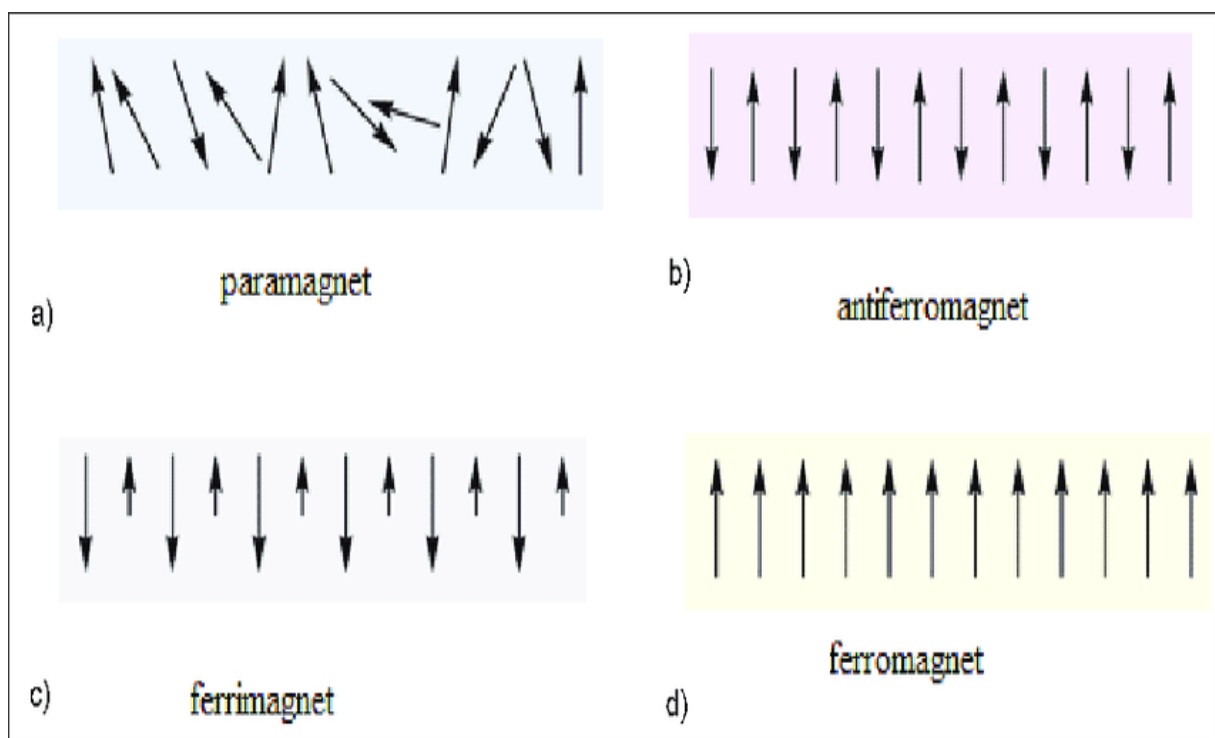 paramagnet
a)
b)
antiferromagnet
c)
ferrimagnet
ferromagnet
d)